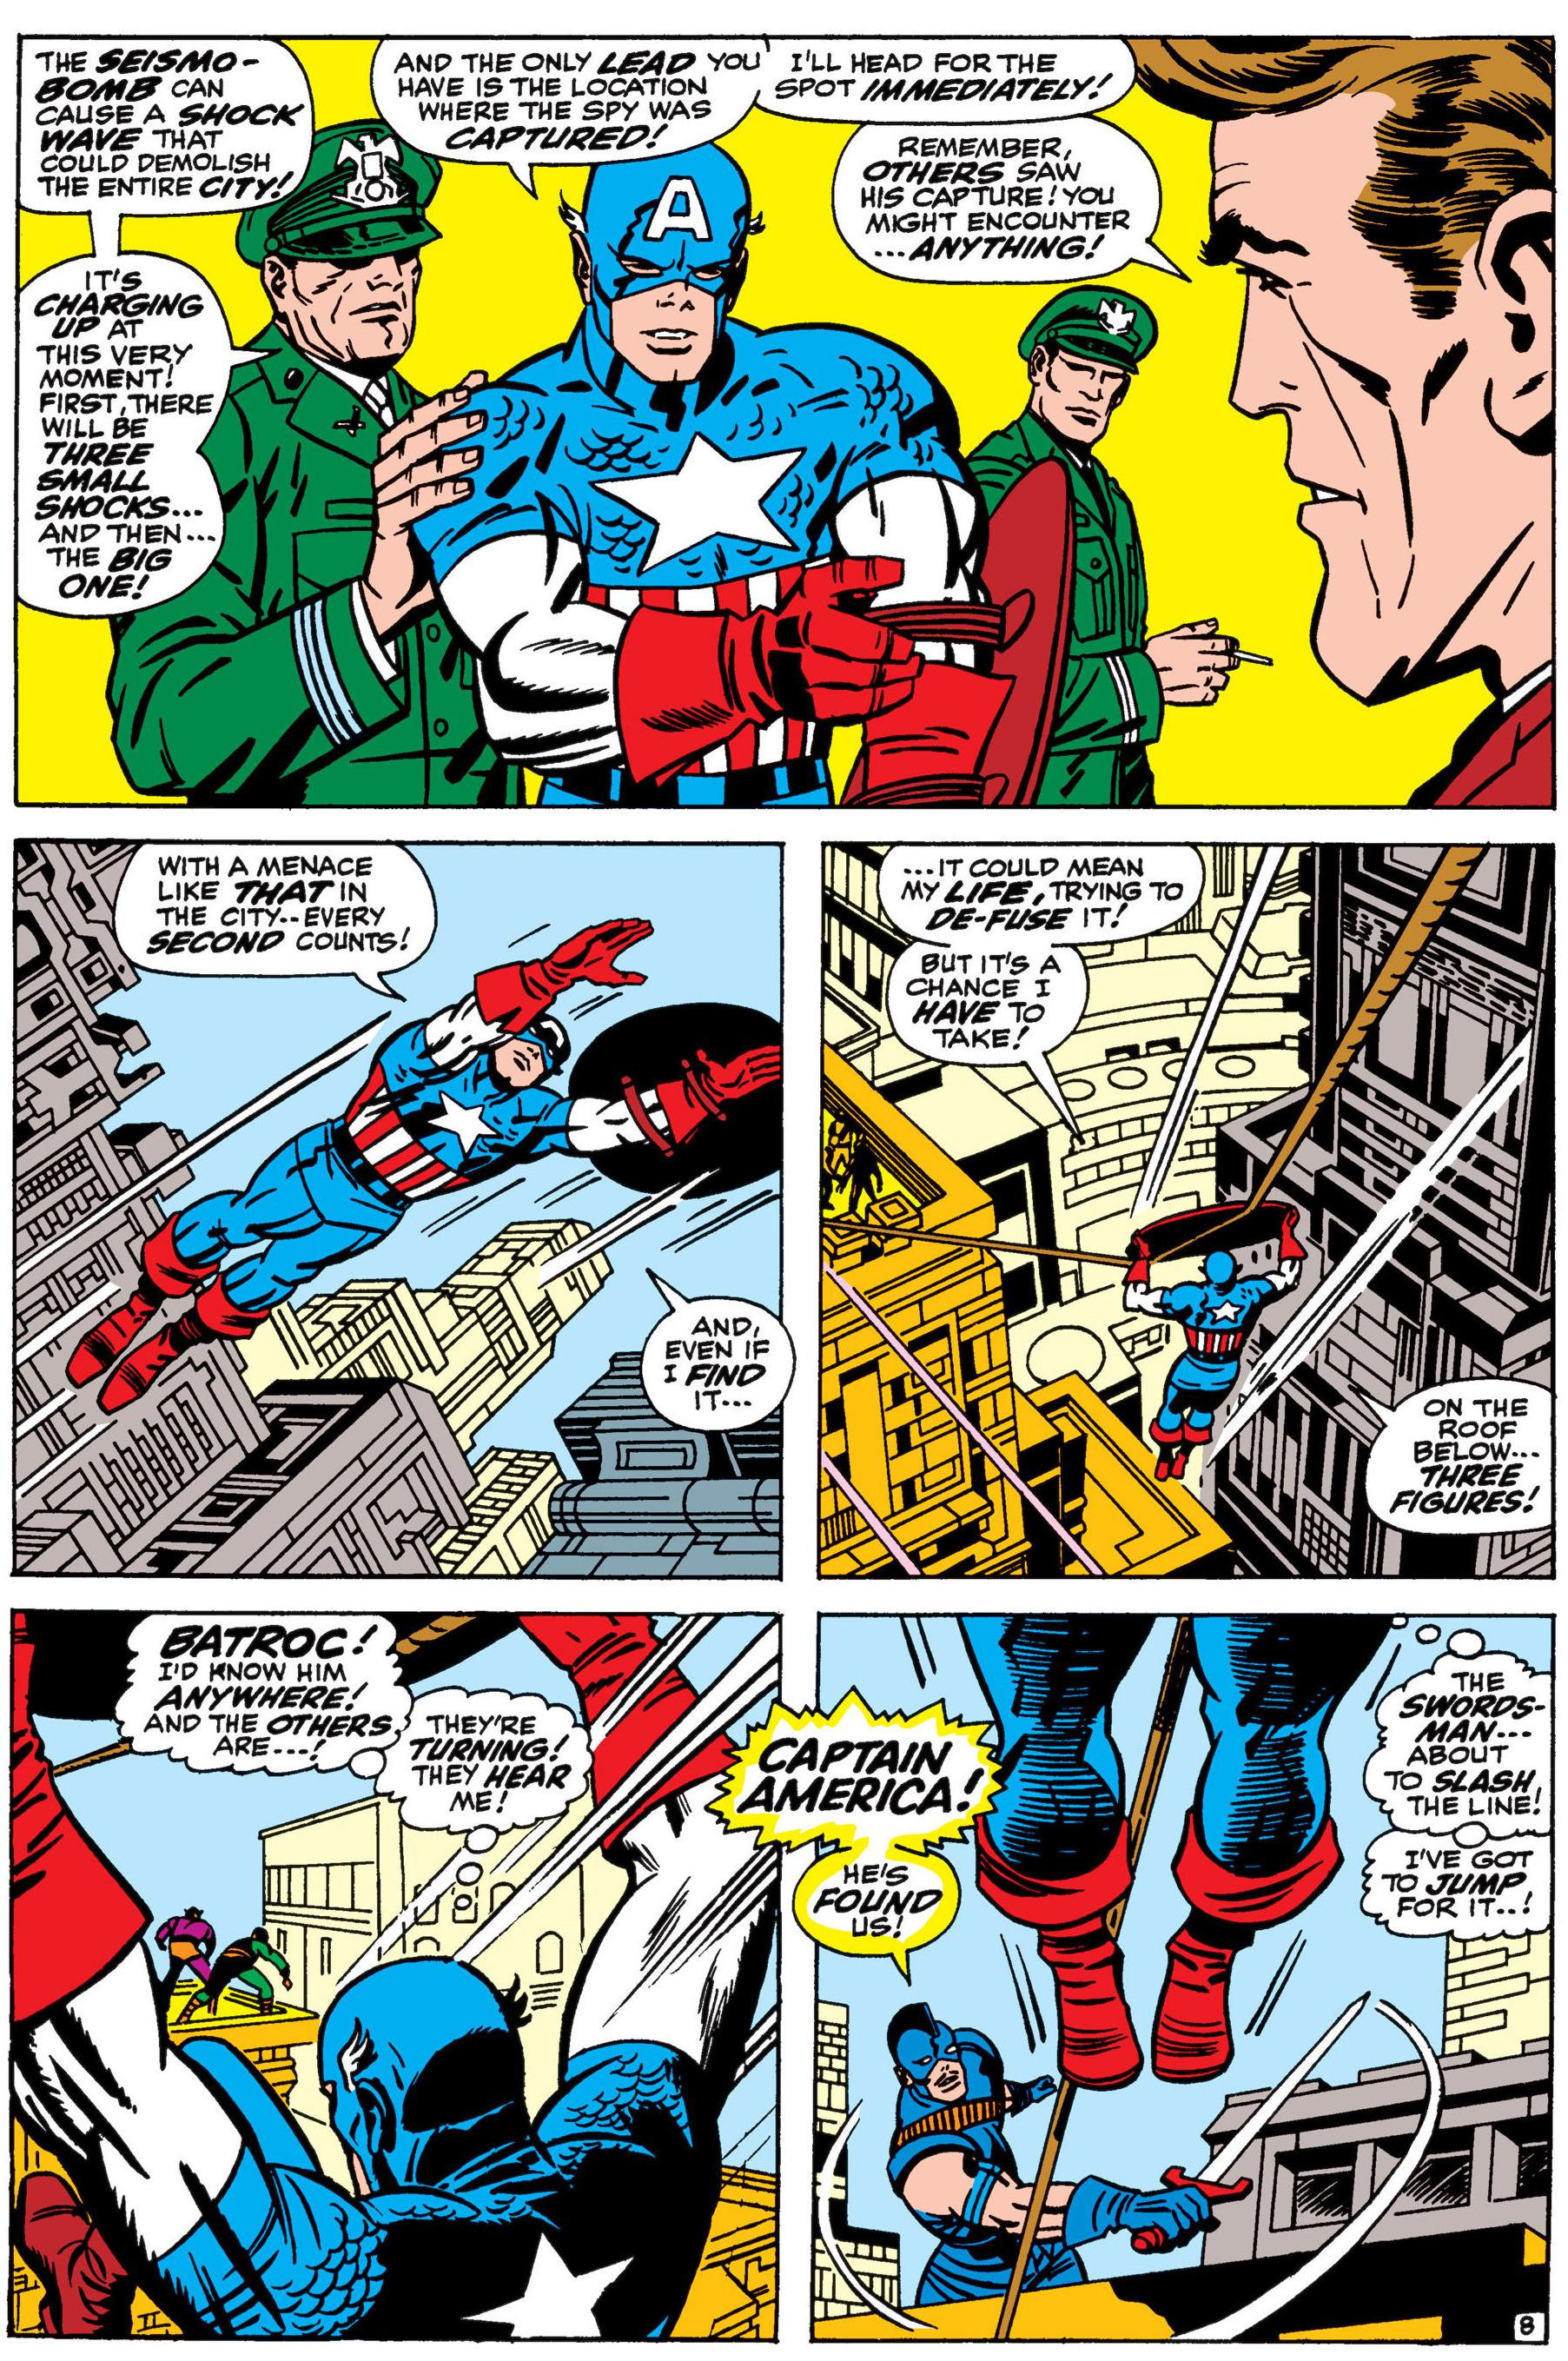 THE SEISMO-
BOMB CAN
CAUSE A SHOCK
WAVE THAT
COULD DEMOLISH
THE ENTIRE CITY!
IT'S
CHARGING
UP AT
THIS VERY
MOMENT!
FIRST, THERE
WILL BE
THREE
SMALL
SHOCKS...
AND THEN...
THE BIG
ONE!
AND THE ONLY LEAD YOU
HAVE IS THE LOCATION
WHERE THE SPY WAS
CAPTURED!
A
I'LL HEAD FOR THE
SPOT IMMEDIATELY!
REMEMBER,
OTHERS SAW
HIS CAPTURE! YOU
MIGHT ENCOUNTER
...ANYTHING!
WITH A MENACE
LIKE THAT IN
THE CITY--EVERY
SECOND COUNTS!
AND,
EVEN IF
I FIND
IT...
...IT COULD MEAN
MY LIFE, TRYING TO
DE-FUSE IT!
BUT IT'S A
CHANCE I
HAVE TO
TAKE!
ON THE
ROOF
BELOW...
THREE
FIGURES!
BATROC!
I'D KNOW HIM
ANYWHERE!
AND THE OTHERS
ARE---!
THEY'RE
TURNING!
THEY HEAR
ME!
CAPTAIN
AMERICA!
HE'S
FOUND
US!
THE
SWORDS-
MAN...
ABOUT
TO SLASH
THE LINE!
I'VE GOT
TO JUMP
FOR IT..!
8